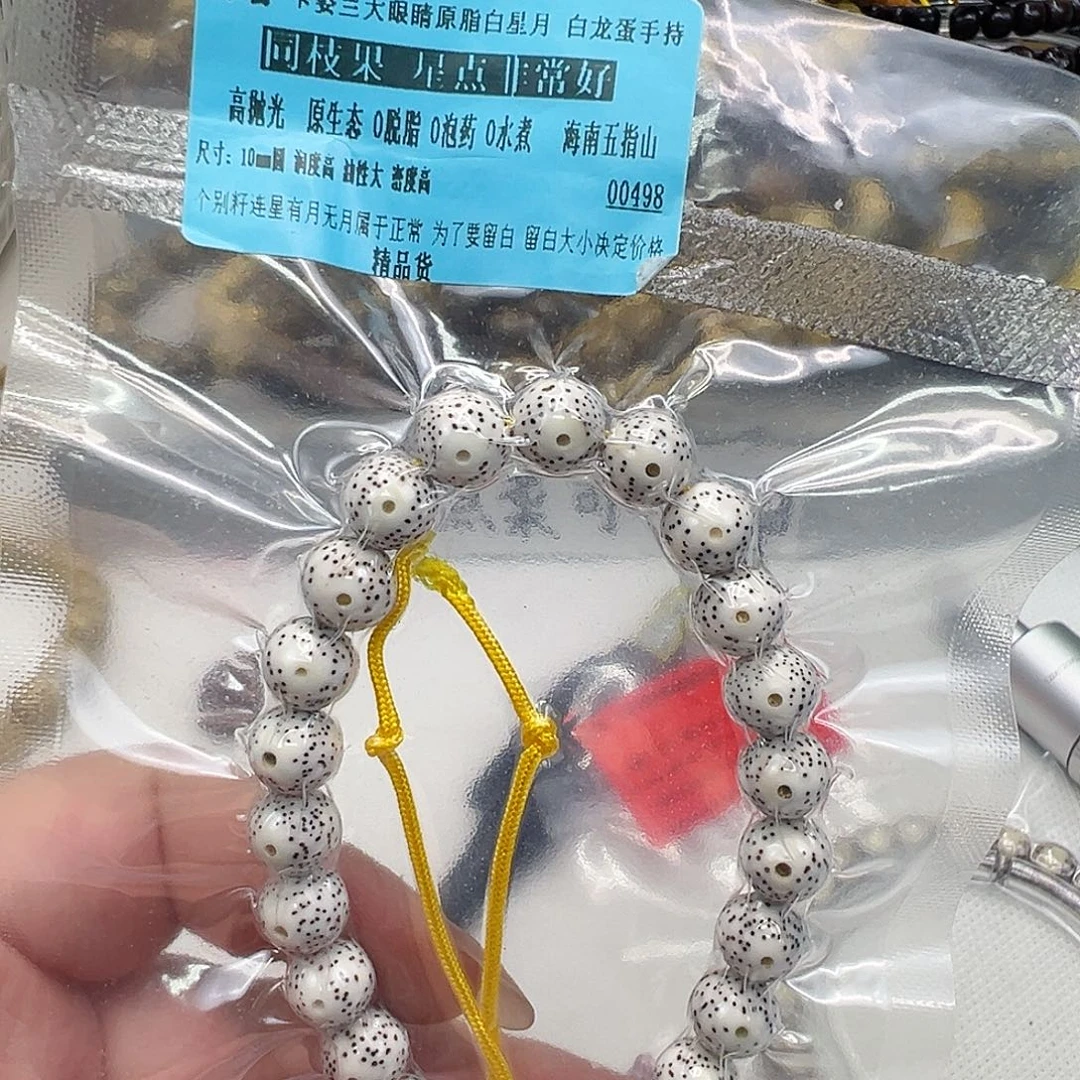 卡姿兰大眼睛原脂白星月 白龙蛋手持
同枝果 星点非常好
高抛光 原生态 0脱脂 0泡药 0水煮 海南五指山
尺寸：10mm圆 润度高 油性大 密度高 00498
个别籽连星有月无月属于正常 为了要留白 留白大小决定价格
精品货